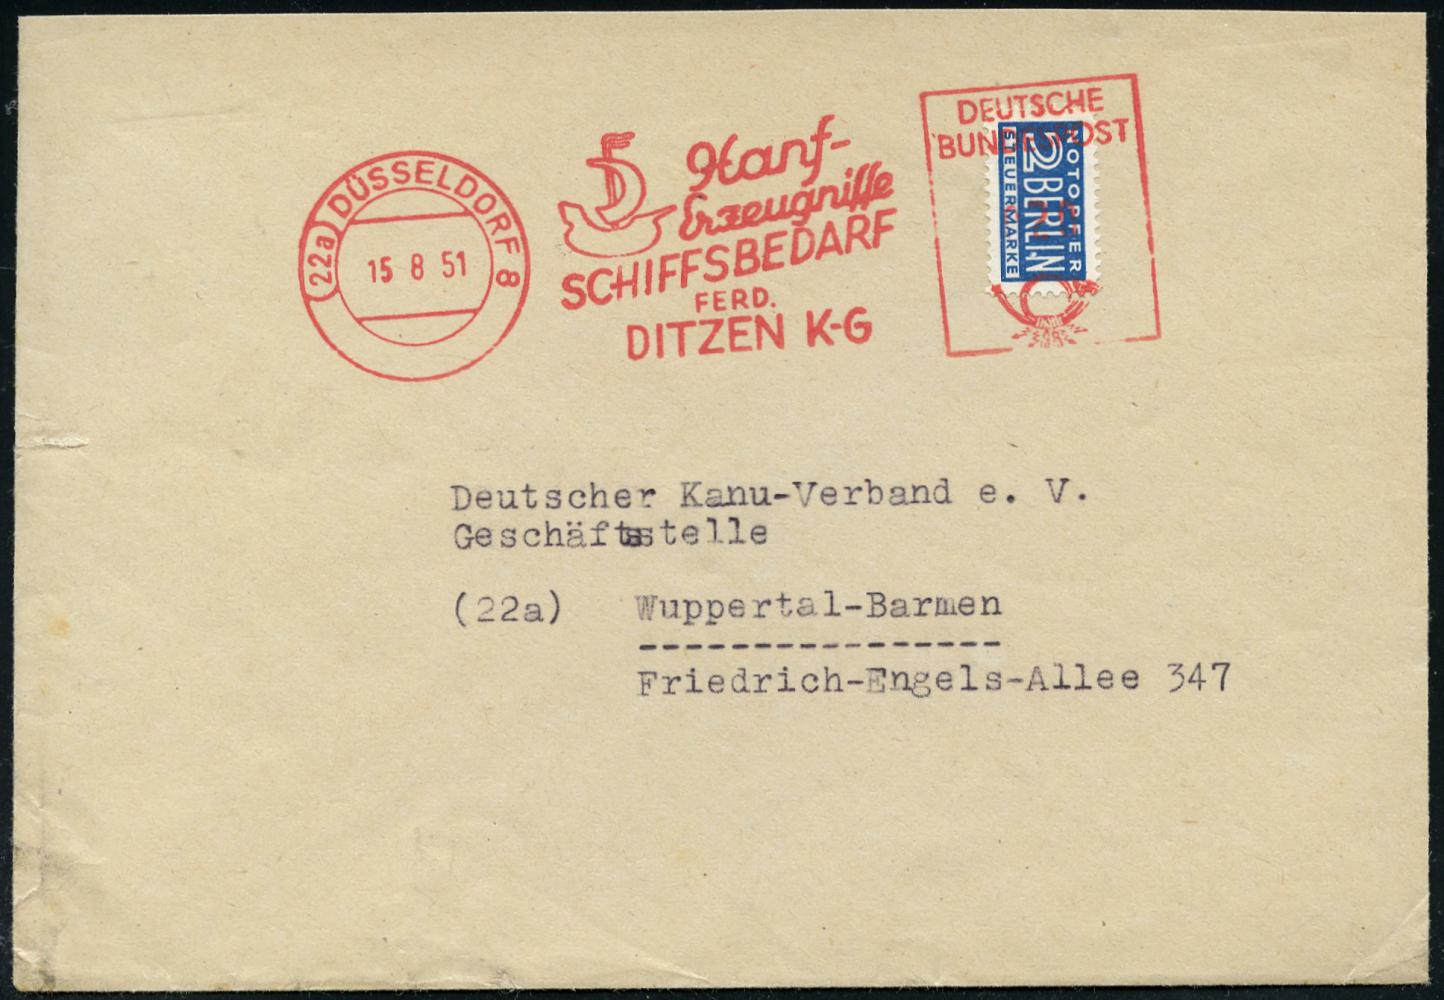 (22a) DÜSSELDORF 8
15 8 51
Hanf-
Erzeugnisse
SCHIFFSBEDARF
FERD.
DITZEN K-G
DEUTSCHE
BUNDESPOST
NOTOPFER
2 BERLIN
STEUERMARKE
Deutscher Kanu-Verband e. V.
Geschäftsstelle
(22a) Wuppertal-Barmen
----------------
Friedrich-Engels-Allee 347